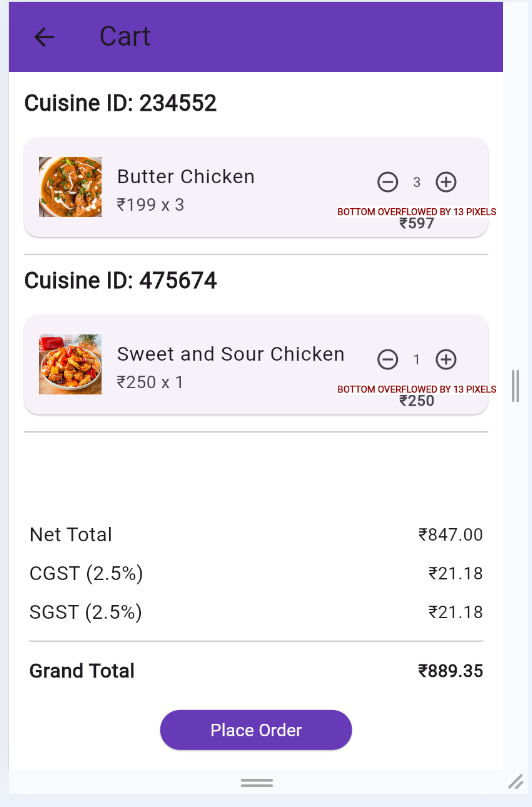 Cart
Cuisine ID: 234552
Butter Chicken
₹199 x 3
3
BOTTOM OVERFLOWED BY 13 PIXELS
₹597
Cuisine ID: 475674
Sweet and Sour Chicken
₹250 x 1
1
BOTTOM OVERFLOWED BY 13 PIXELS
₹250
Net Total ₹847.00
CGST (2.5%) ₹21.18
SGST (2.5%) ₹21.18
Grand Total ₹889.35
Place Order